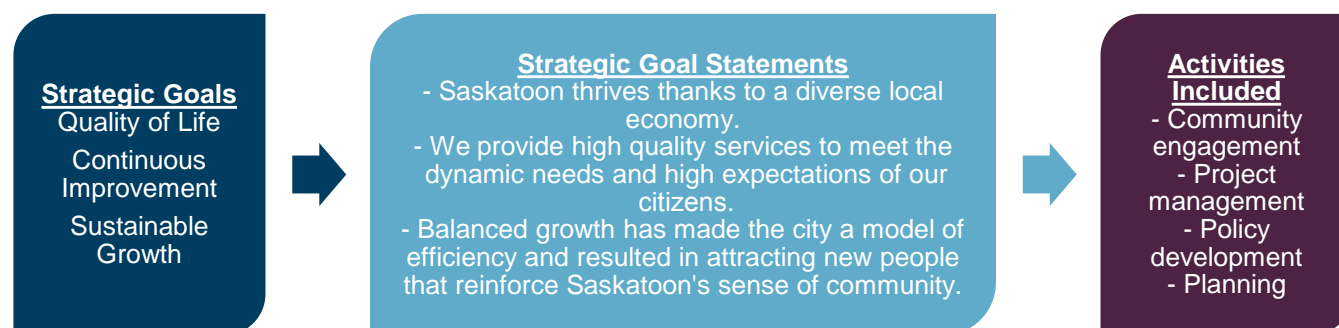 Strategic Goals
Quality of Life
Continuous
Improvement
Sustainable
Growth
Strategic Goal Statements
- Saskatoon thrives thanks to a diverse local
economy.
- We provide high quality services to meet the
dynamic needs and high expectations of our
citizens.
- Balanced growth has made the city a model of
efficiency and resulted in attracting new people
that reinforce Saskatoon's sense of community.
Activities
Included
- Community
engagement
- Project
management
- Policy
development
- Planning